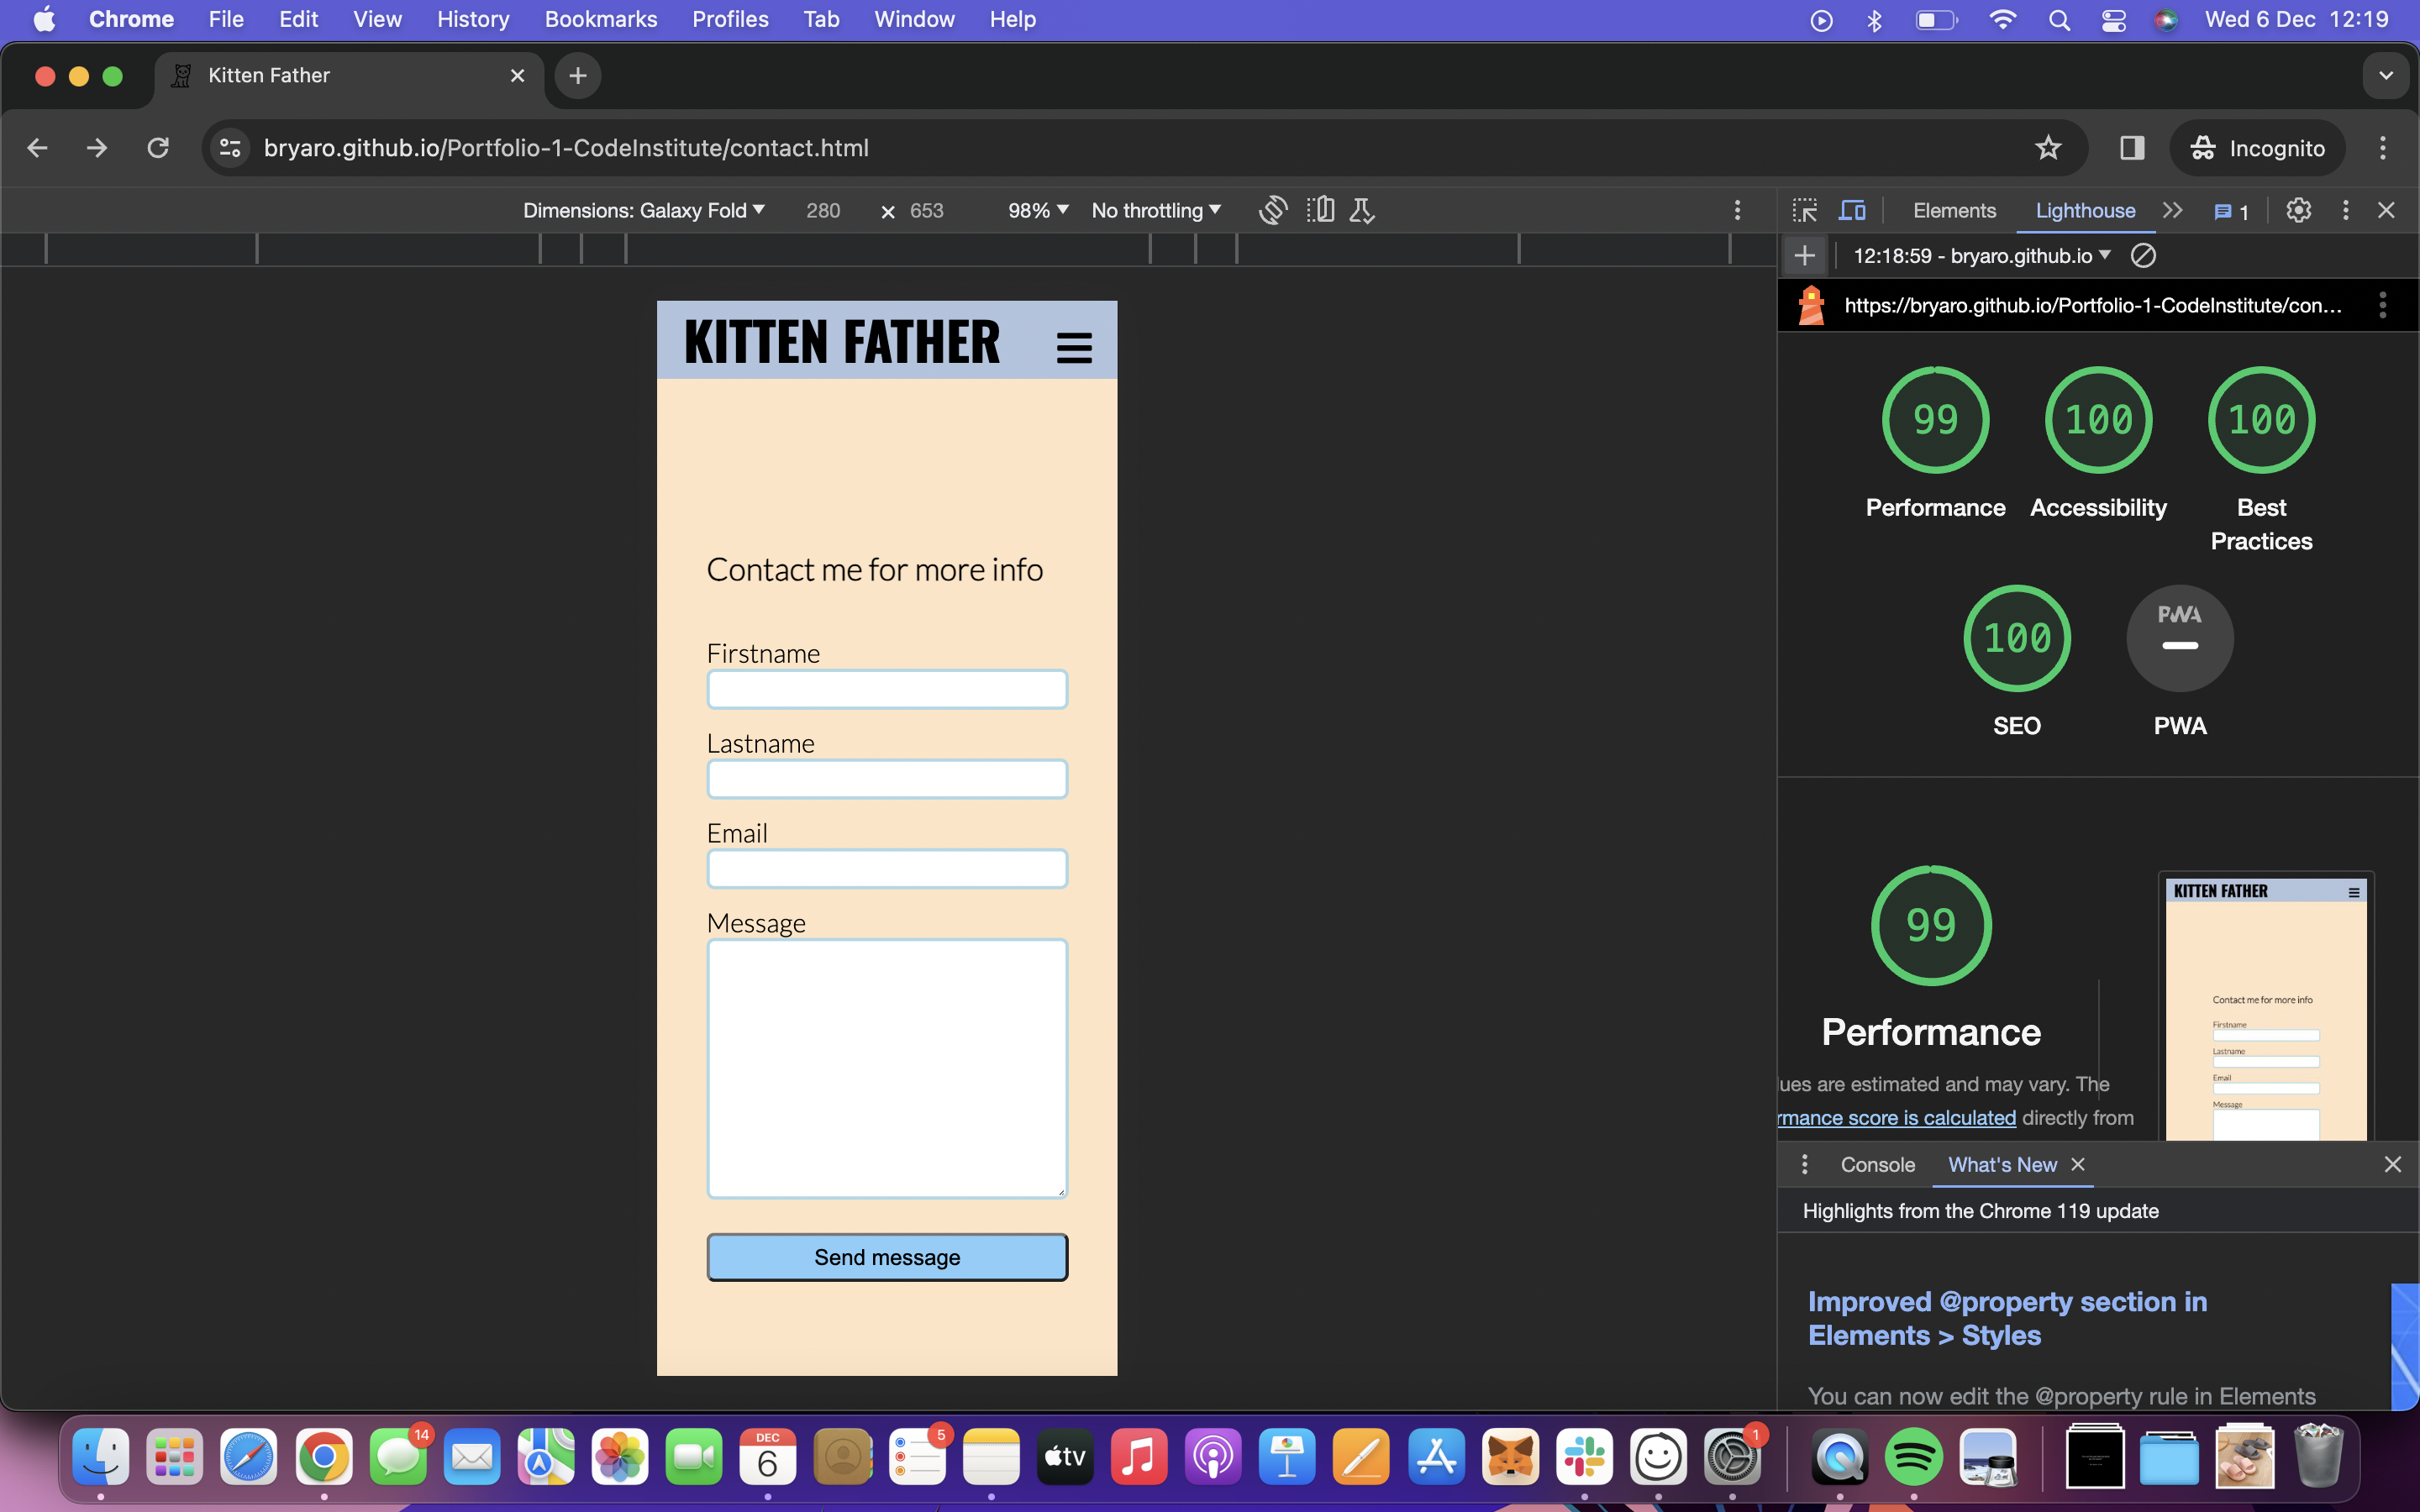 Chrome File Edit View History Bookmarks Profiles Tab Window Help Wed 6 Dec 12:19
Kitten Father
bryaro.github.io/Portfolio-1-CodeInstitute/contact.html Incognito
Dimensions: Galaxy Fold 280 × 653 98% No throttling
Elements Lighthouse 1
12:18:59 - bryaro.github.io
https://bryaro.github.io/Portfolio-1-CodeInstitute/con...
KITTEN FATHER
Contact me for more info
Firstname
Lastname
Email
Message
Send message
99 100 100
Performance Accessibility Best
Practices
100 PWA
SEO PWA
99
Performance
lues are estimated and may vary. The
rmance score is calculated directly from
KITTEN FATHER
Contact me for more info
Firstname
Lastname
Email
Message
Console What's New
Highlights from the Chrome 119 update
Improved @property section in
Elements > Styles
You can now edit the @property rule in Elements
14
DEC
6
5
tv
1